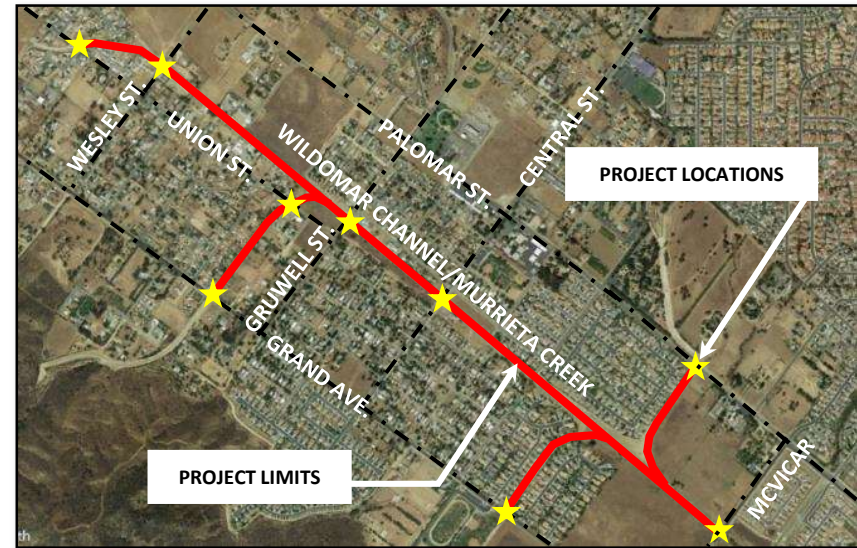 WESLEY ST.
UNION ST.
WILDOMAR CHANNEL/MURRIETA CREEK
PALOMAR ST.
CENTRAL ST.
PROJECT LOCATIONS
GRUWELL ST.
GRAND AVE.
PROJECT LIMITS
MCVICAR
th